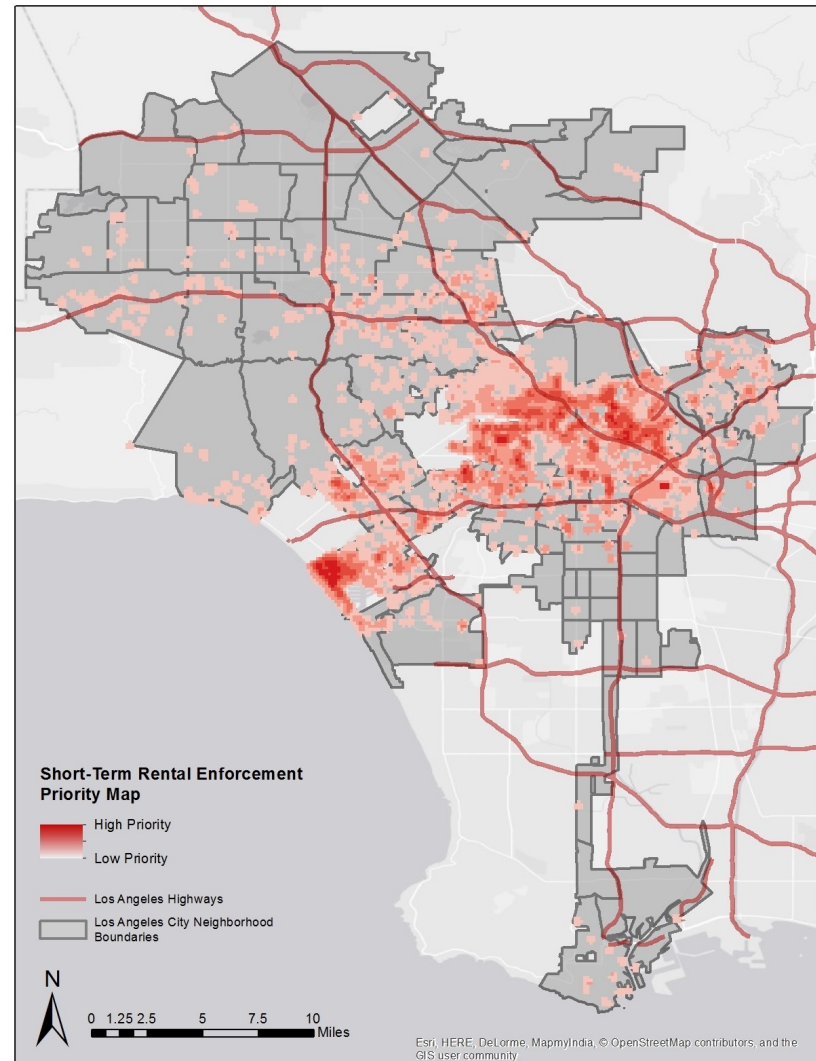 Short-Term Rental Enforcement
Priority Map
High Priority
Low Priority
Los Angeles Highways
Los Angeles City Neighborhood
Boundaries
N
0 1.25 2.5 5 7.5 10
Miles
Esri, HERE, DeLorme, MapmyIndia, © OpenStreetMap contributors, and the
GIS user community